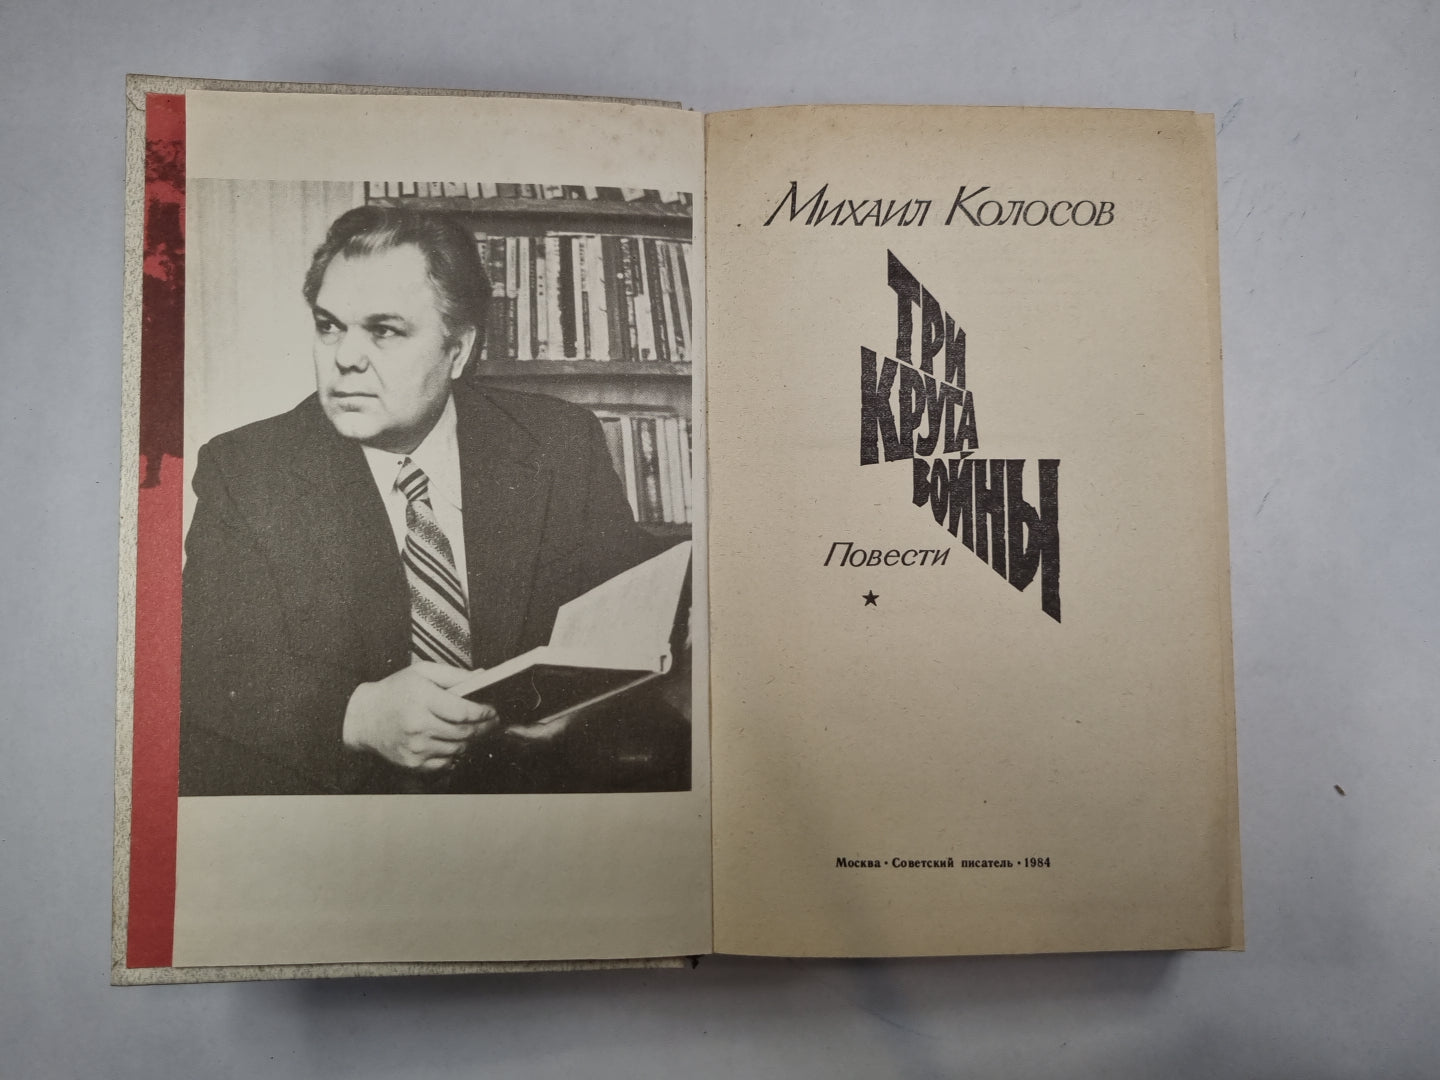 Михаил Колосов
ТРИ
КРУГА
ВОЙНЫ
Повести
Москва • Советский писатель • 1984